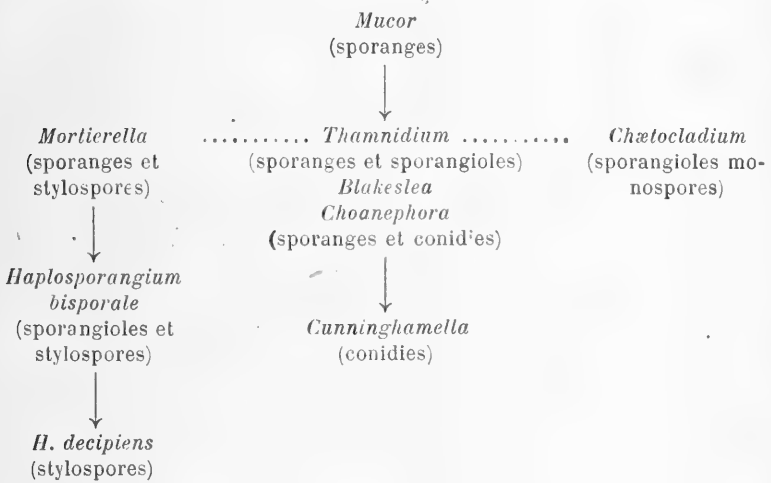 Mucor
(sporanges)
Mortierella ........... Thamnidium ........... Chætocladium
(sporanges et (sporanges et sporangioles) (sporangioles mo-
stylospores) Blakeslea nospores)
Choanephora
(sporanges et conidies)
Haplosporangium
bisporale
(sporangioles et Cunninghamella
stylospores) (conidies)
H. decipiens
(stylospores)